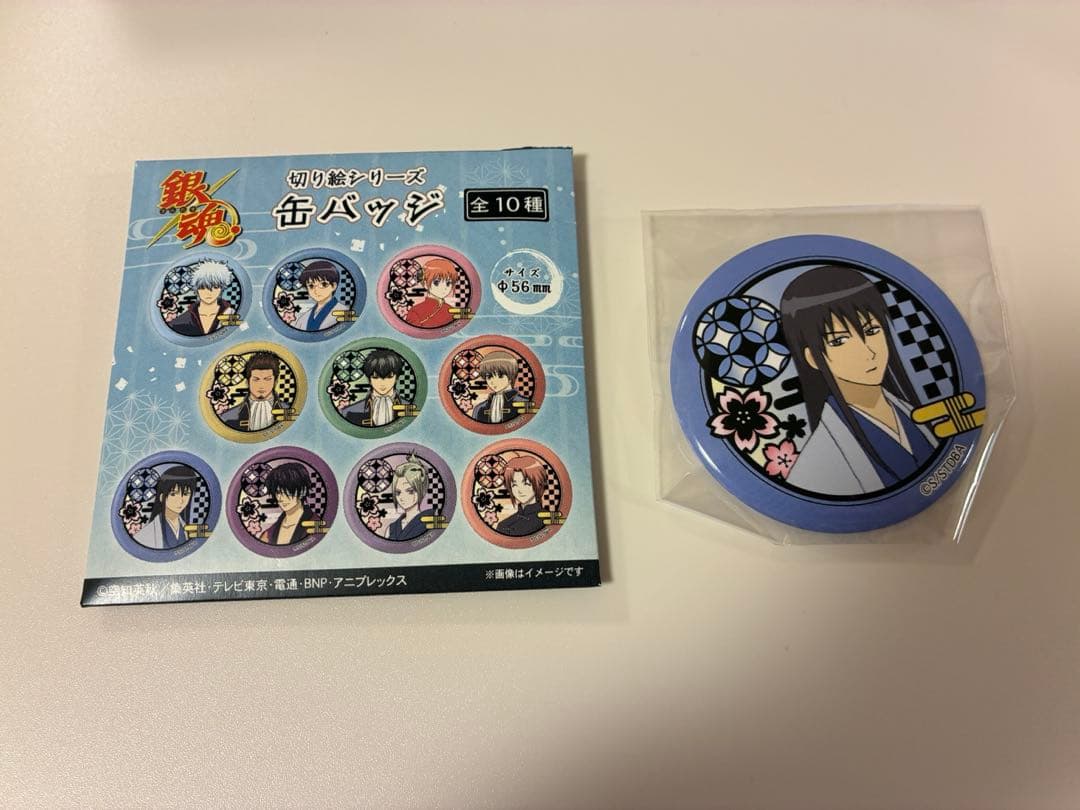 銀魂
切り絵シリーズ
缶バッジ
全10種
サイズ
Φ56mm
©空知英秋/集英社・テレビ東京・電通・BNP・アニプレックス
※画像はイメージです
©S/STDBA